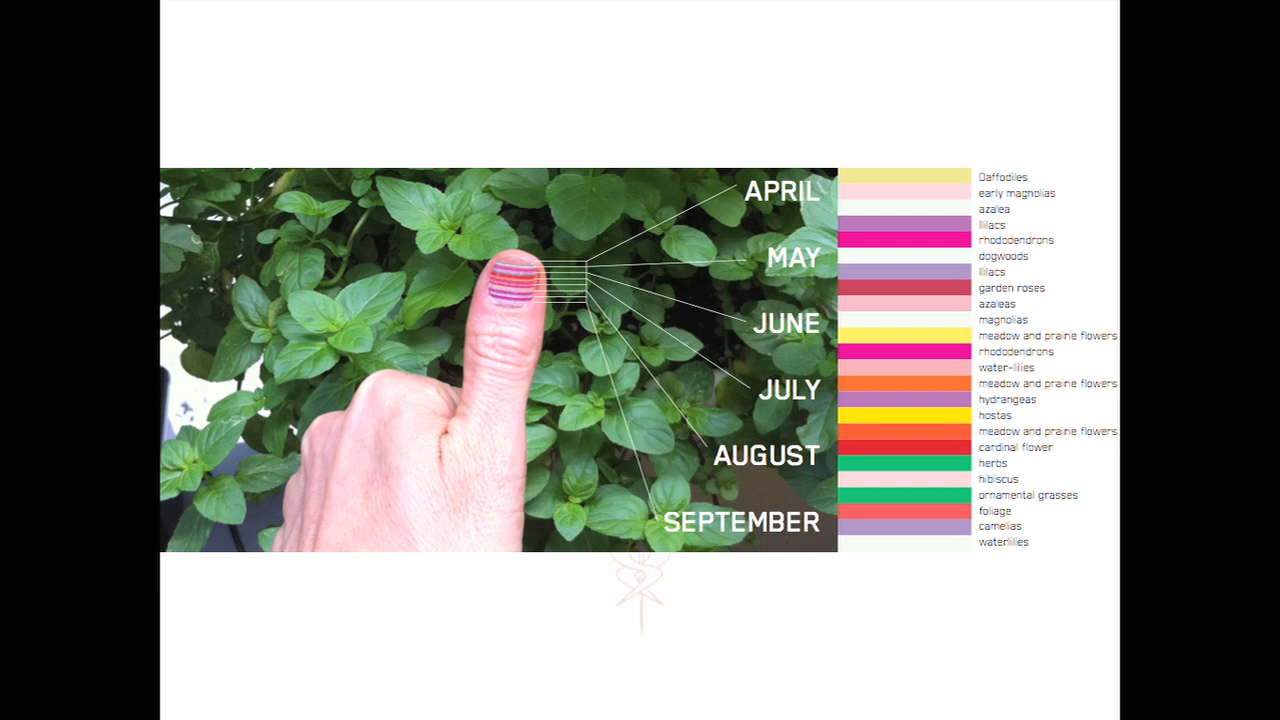 APRIL
MAY
JUNE
JULY
AUGUST
SEPTEMBER
Daffodiles
early magnolias
azalea
lilacs
rhododendrons
dogwoods
lilacs
garden roses
azaleas
magnolias
meadow and prairie flowers
rhododendrons
water-lilies
meadow and prairie flowers
hydrangeas
hostas
meadow and prairie flowers
cardinal flower
herbs
hibiscus
ornamental grasses
foliage
camelias
waterlilies